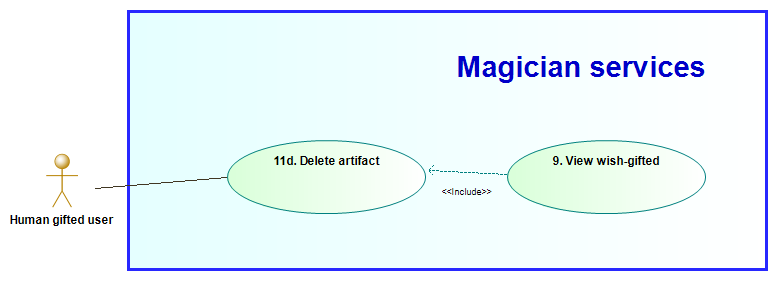 Magician services
11d. Delete artifact
9. View wish-gifted
<<Include>>
Human gifted user